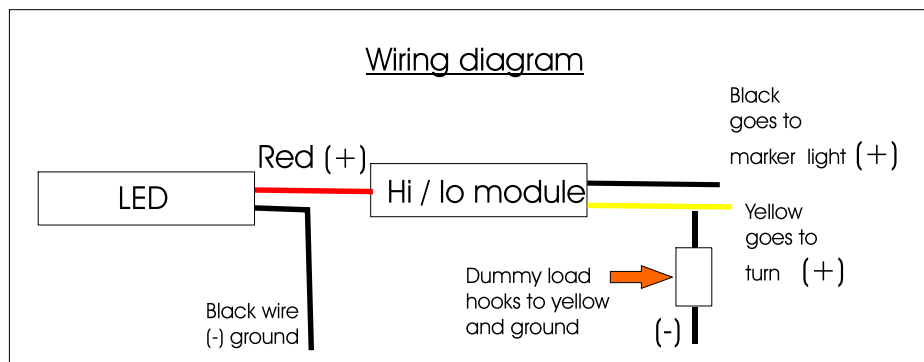 Wiring diagram
Black
goes to
marker light (+)
Red (+)
LED
Hi / lo module
Yellow
goes to
turn (+)
Dummy load
hooks to yellow
and ground
(-)
Black wire
(-) ground